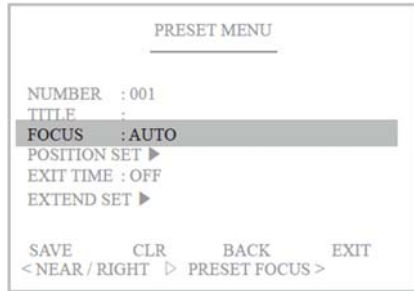 PRESET MENU
NUMBER : 001
TITLE :
FOCUS : AUTO
POSITION SET ▶
EXIT TIME : OFF
EXTEND SET ▶
SAVE CLR BACK EXIT
< NEAR / RIGHT ▷ PRESET FOCUS >